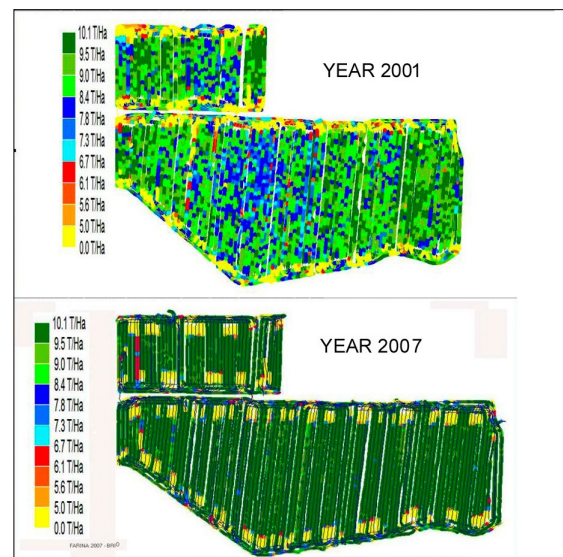 YEAR 2001
10.1 T/Ha
9.5 T/Ha
9.0 T/Ha
8.4 T/Ha
7.8 T/Ha
7.3 T/Ha
6.7 T/Ha
6.1 T/Ha
5.6 T/Ha
5.0 T/Ha
0.0 T/Ha
YEAR 2007
10.1 T/Ha
9.5 T/Ha
9.0 T/Ha
8.4 T/Ha
7.8 T/Ha
7.3 T/Ha
6.7 T/Ha
6.1 T/Ha
5.6 T/Ha
5.0 T/Ha
0.0 T/Ha
FARINA 2007 -